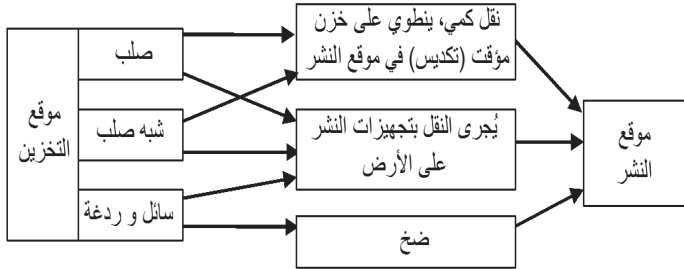 موقع
التخزين
صلب
شبه صلب
سائل و ردغة
نقل كمي، ينطوي على خزن
مؤقت (تكديس) في موقع النشر
يُجرى النقل بتجهيزات النشر
على الأرض
ضخ
موقع
النشر